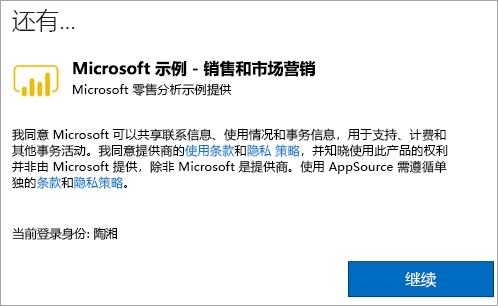 还有...
Microsoft 示例 - 销售和市场营销
Microsoft 零售分析示例提供
我同意 Microsoft 可以共享联系信息、使用情况和事务信息，用于支持、计费和
其他事务活动。我同意提供商的使用条款和隐私 策略，并知晓使用此产品的权利
并非由 Microsoft 提供，除非 Microsoft 是提供商。使用 AppSource 需遵循单
独的条款和隐私策略。
当前登录身份: 陶湘
继续